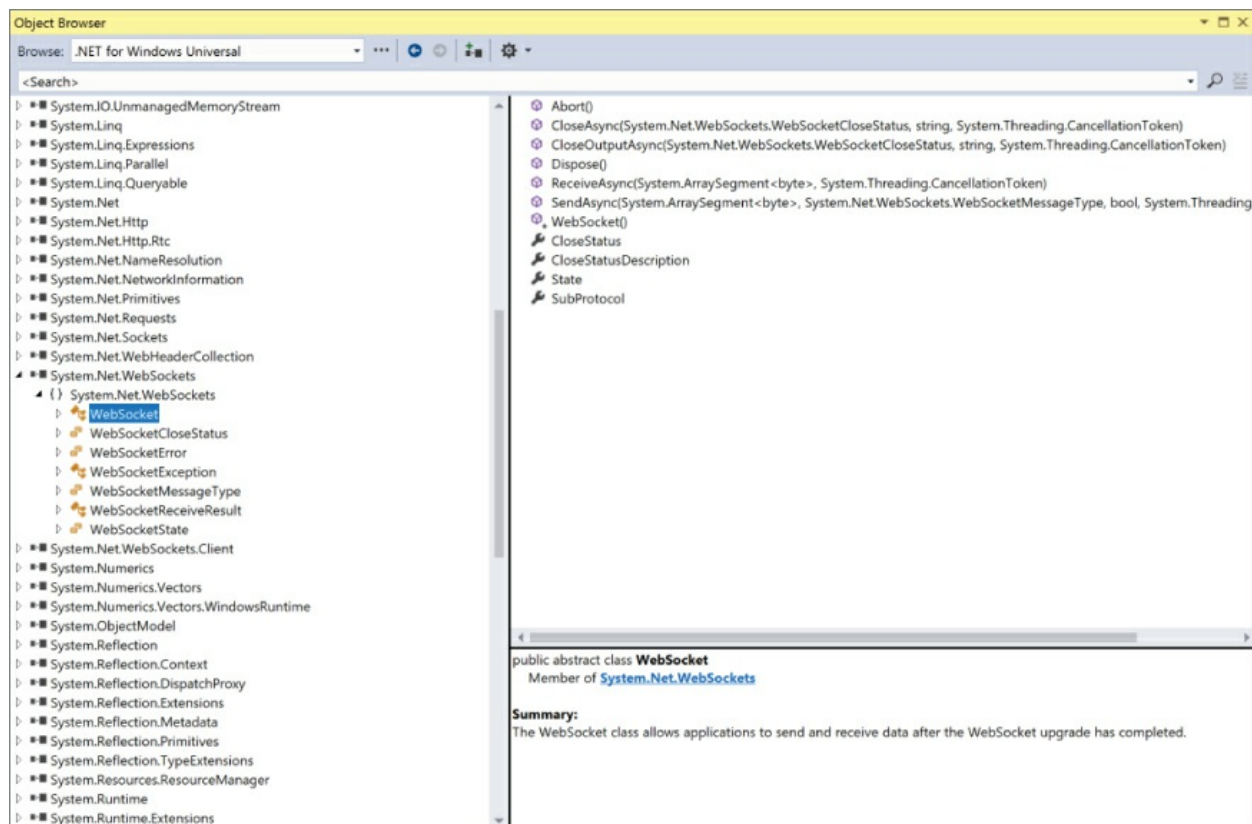 Object Browser
Browse: .NET for Windows Universal
<Search>
System.IO.UnmanagedMemoryStream
System.Linq
System.Linq.Expressions
System.Linq.Parallel
System.Linq.Queryable
System.Net
System.Net.Http
System.Net.Http.Rtc
System.Net.NameResolution
System.Net.NetworkInformation
System.Net.Primitives
System.Net.Requests
System.Net.Sockets
System.Net.WebHeaderCollection
System.Net.WebSockets
{ } System.Net.WebSockets
WebSocket
WebSocketCloseStatus
WebSocketError
WebSocketException
WebSocketMessageType
WebSocketReceiveResult
WebSocketState
System.Net.WebSockets.Client
System.Numerics
System.Numerics.Vectors
System.Numerics.Vectors.WindowsRuntime
System.ObjectModel
System.Reflection
System.Reflection.Context
System.Reflection.DispatchProxy
System.Reflection.Extensions
System.Reflection.Metadata
System.Reflection.Primitives
System.Reflection.TypeExtensions
System.Resources.ResourceManager
System.Runtime
System.Runtime.Extensions
Abort()
CloseAsync(System.Net.WebSockets.WebSocketCloseStatus, string, System.Threading.CancellationToken)
CloseOutputAsync(System.Net.WebSockets.WebSocketCloseStatus, string, System.Threading.CancellationToken)
Dispose()
ReceiveAsync(System.ArraySegment<byte>, System.Threading.CancellationToken)
SendAsync(System.ArraySegment<byte>, System.Net.WebSockets.WebSocketMessageType, bool, System.Threading
WebSocket()
CloseStatus
CloseStatusDescription
State
SubProtocol
public abstract class WebSocket
Member of System.Net.WebSockets
Summary:
The WebSocket class allows applications to send and receive data after the WebSocket upgrade has completed.